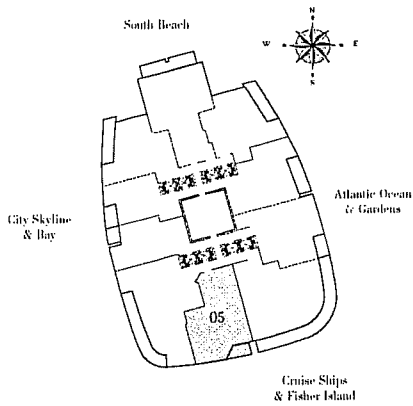 South Beach
N
W E
S
City Skyline
& Bay
Atlantic Ocean
& Gardens
05
Cruise Ships
& Fisher Island